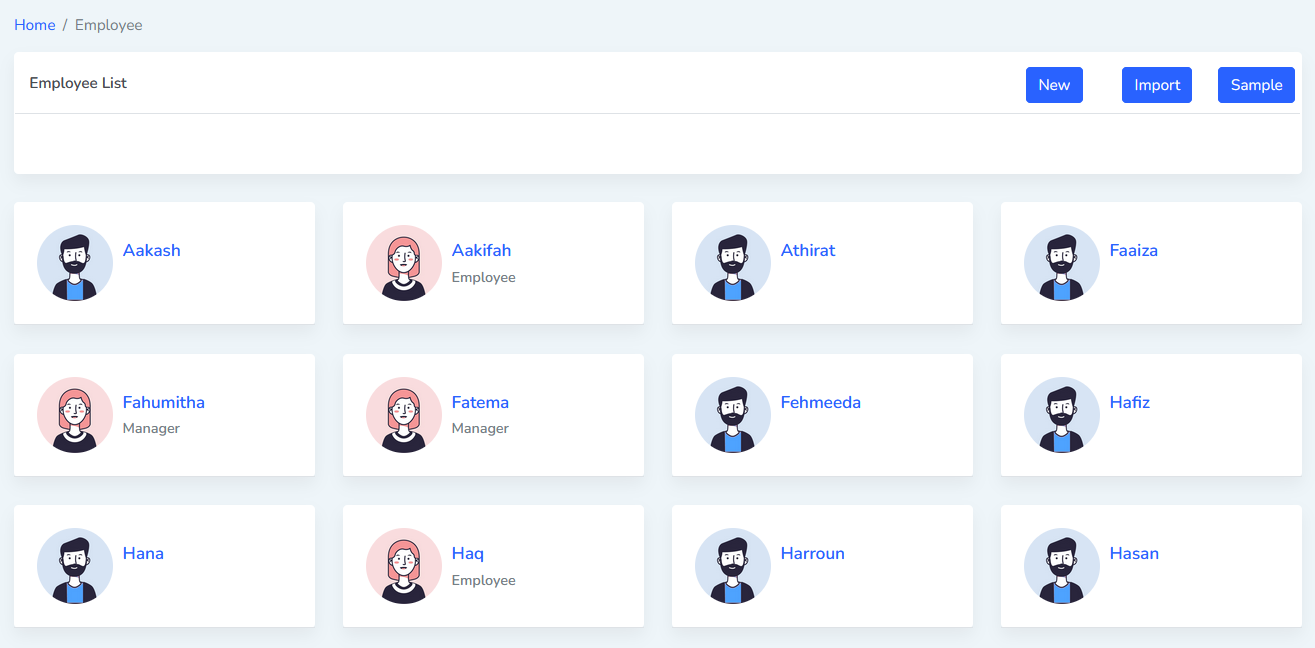 Home / Employee
Employee List
New
Import
Sample
Aakash
Aakifah
Employee
Athirat
Faaiza
Fahumitha
Manager
Fatema
Manager
Fehmeeda
Hafiz
Hana
Haq
Employee
Harroun
Hasan